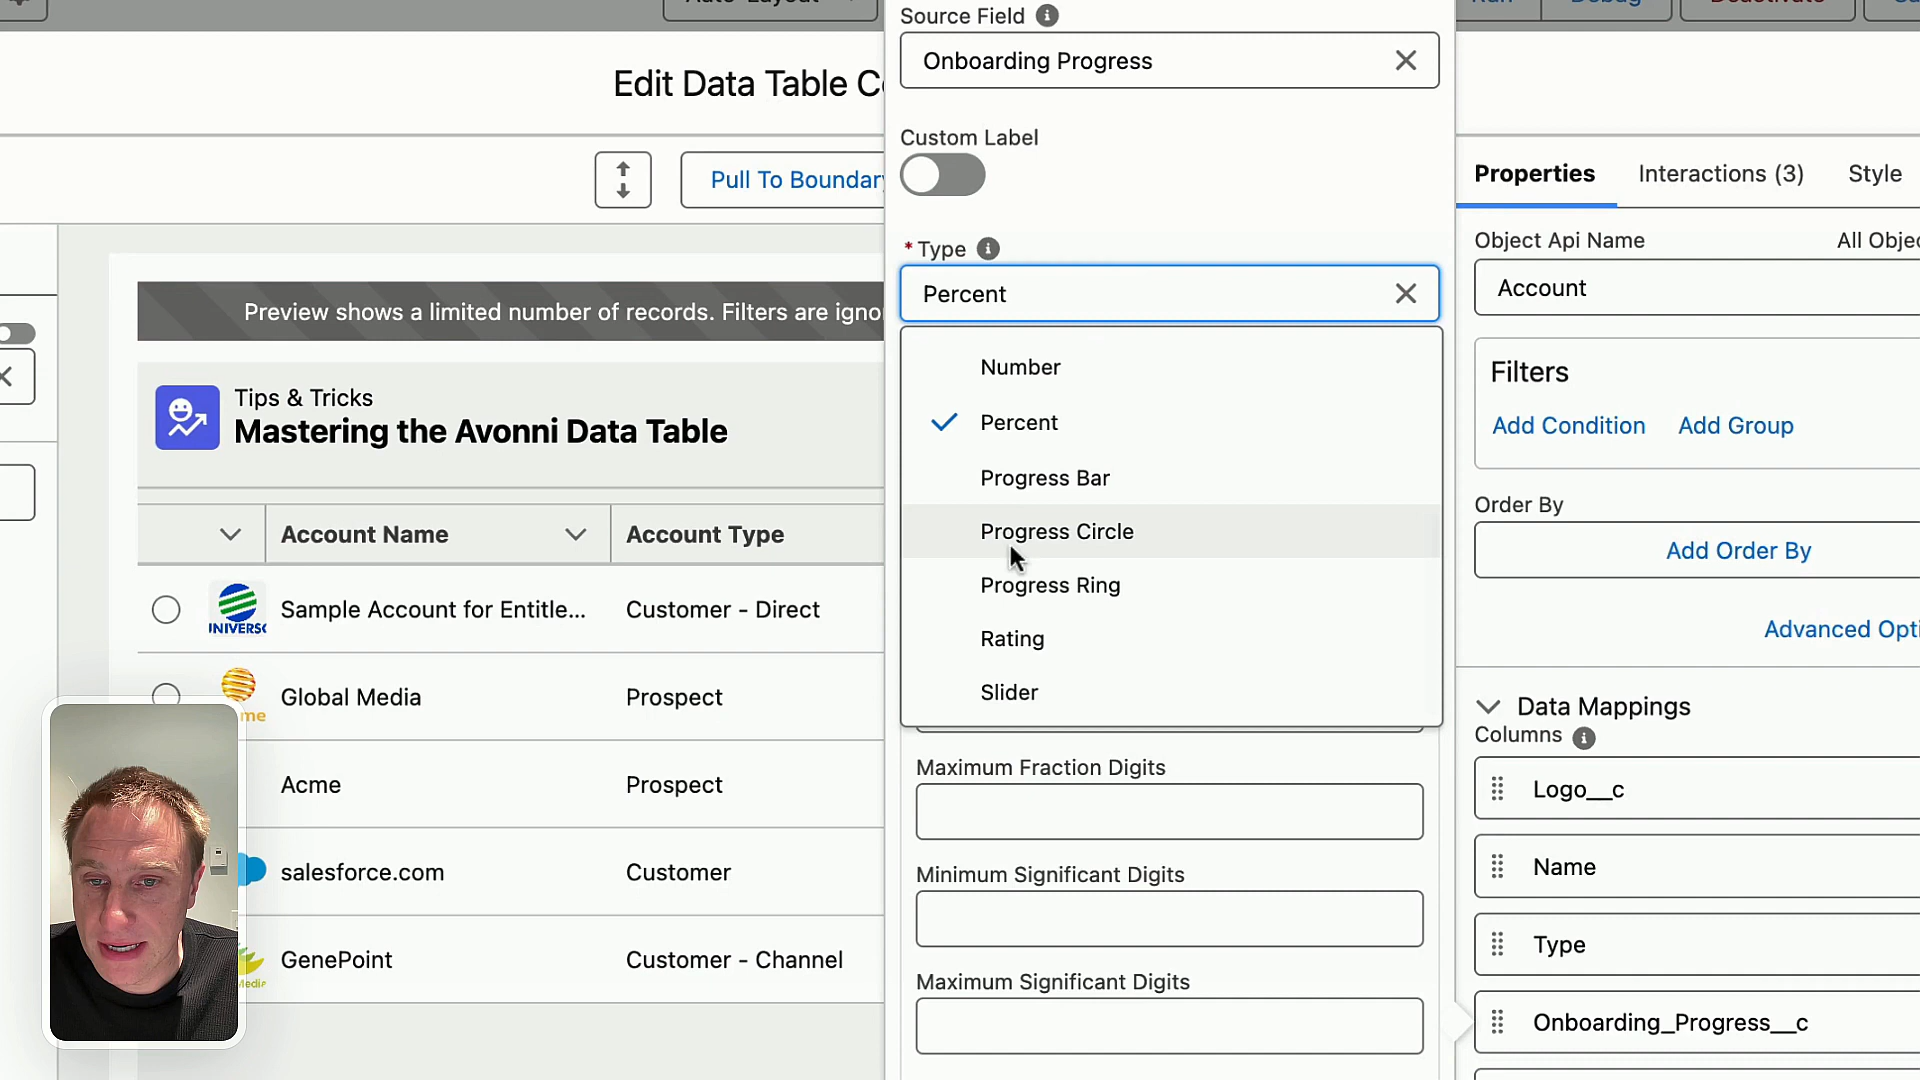 Source Field
Onboarding Progress
Edit Data Table
Custom Label
Pull To Boundary
Properties
Interactions (3)
Style
* Type
Object Api Name
Percent
Account
Preview shows a limited number of records. Filters are
Number
Filters
Tips & Tricks
Percent
Add Condition
Add Group
Mastering the Avonni Data Table
Progress Bar
Order By
Account Name
Account Type
Progress Circle
Add Order By
Progress Ring
Sample Account for Entitle...
Customer - Direct
Rating
Advanced
Slider
Global Media
Prospect
Data Mappings
Columns
Maximum Fraction Digits
Acme
Prospect
Logo__c
Minimum Significant Digits
Name
salesforce.com
Customer
Type
GenePoint
Customer - Channel
Maximum Significant Digits
Onboarding_Progress__c